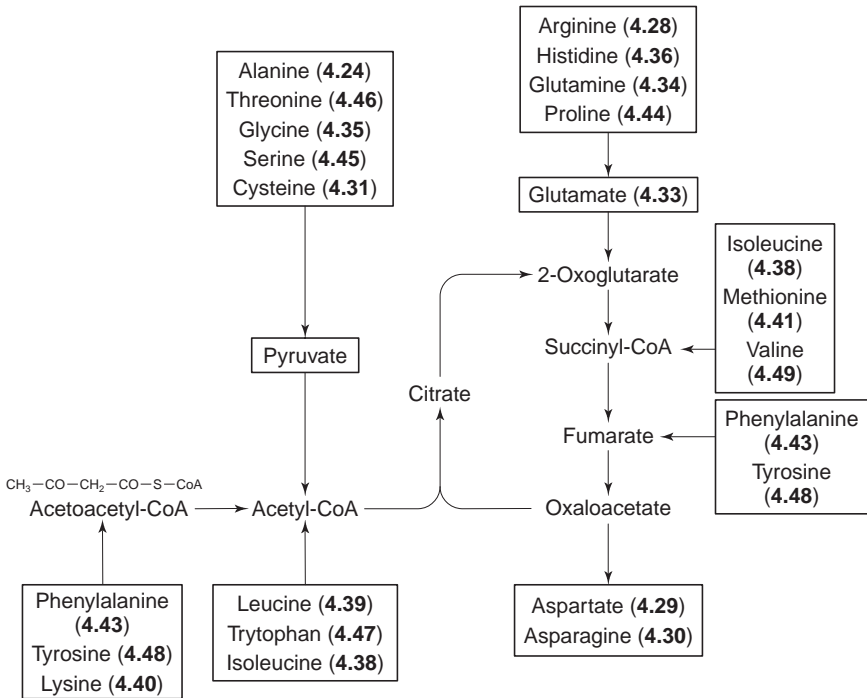 Alanine (4.24)
Threonine (4.46)
Glycine (4.35)
Serine (4.45)
Cysteine (4.31)
Arginine (4.28)
Histidine (4.36)
Glutamine (4.34)
Proline (4.44)
Glutamate (4.33)
2-Oxoglutarate
Isoleucine
(4.38)
Methionine
(4.41)
Valine
(4.49)
Succinyl-CoA
Pyruvate
Citrate
Fumarate
Phenylalanine
(4.43)
Tyrosine
(4.48)
CH₃–CO–CH₂–CO–S–CoA
Acetoacetyl-CoA
Acetyl-CoA
Oxaloacetate
Phenylalanine
(4.43)
Tyrosine (4.48)
Lysine (4.40)
Leucine (4.39)
Trytophan (4.47)
Isoleucine (4.38)
Aspartate (4.29)
Asparagine (4.30)